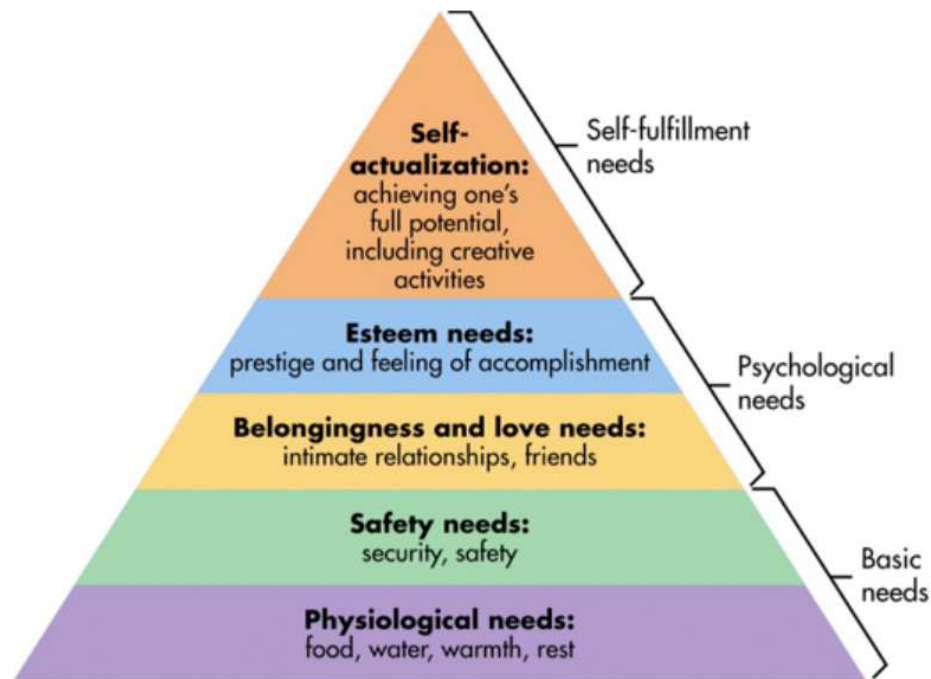 Self-
actualization:
achieving one's
full potential,
including creative
activities
Self-fulfillment
needs
Esteem needs:
prestige and feeling of accomplishment
Psychological
needs
Belongingness and love needs:
intimate relationships, friends
Safety needs:
security, safety
Basic
needs
Physiological needs:
food, water, warmth, rest